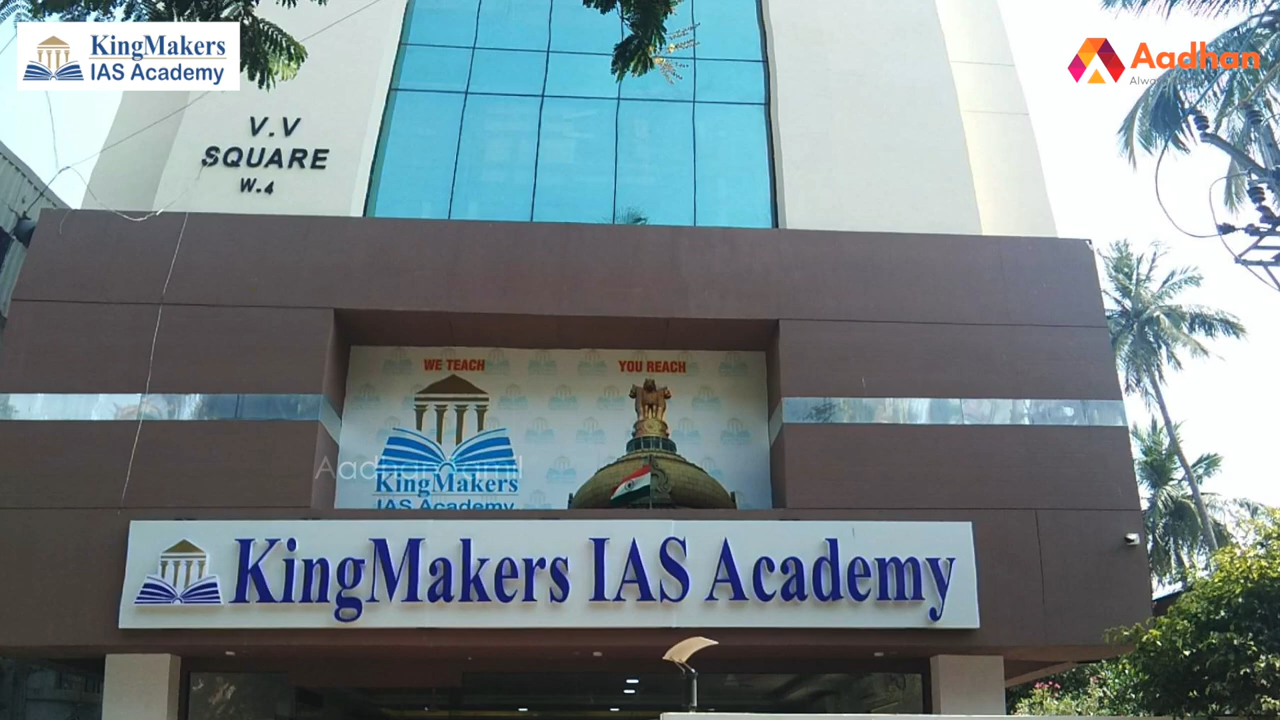 KingMakers
IAS Academy
Aadhan
V.V
SQUARE
W.4
WE TEACH
YOU REACH
KingMakers
IAS Academy
KingMakers IAS Academy